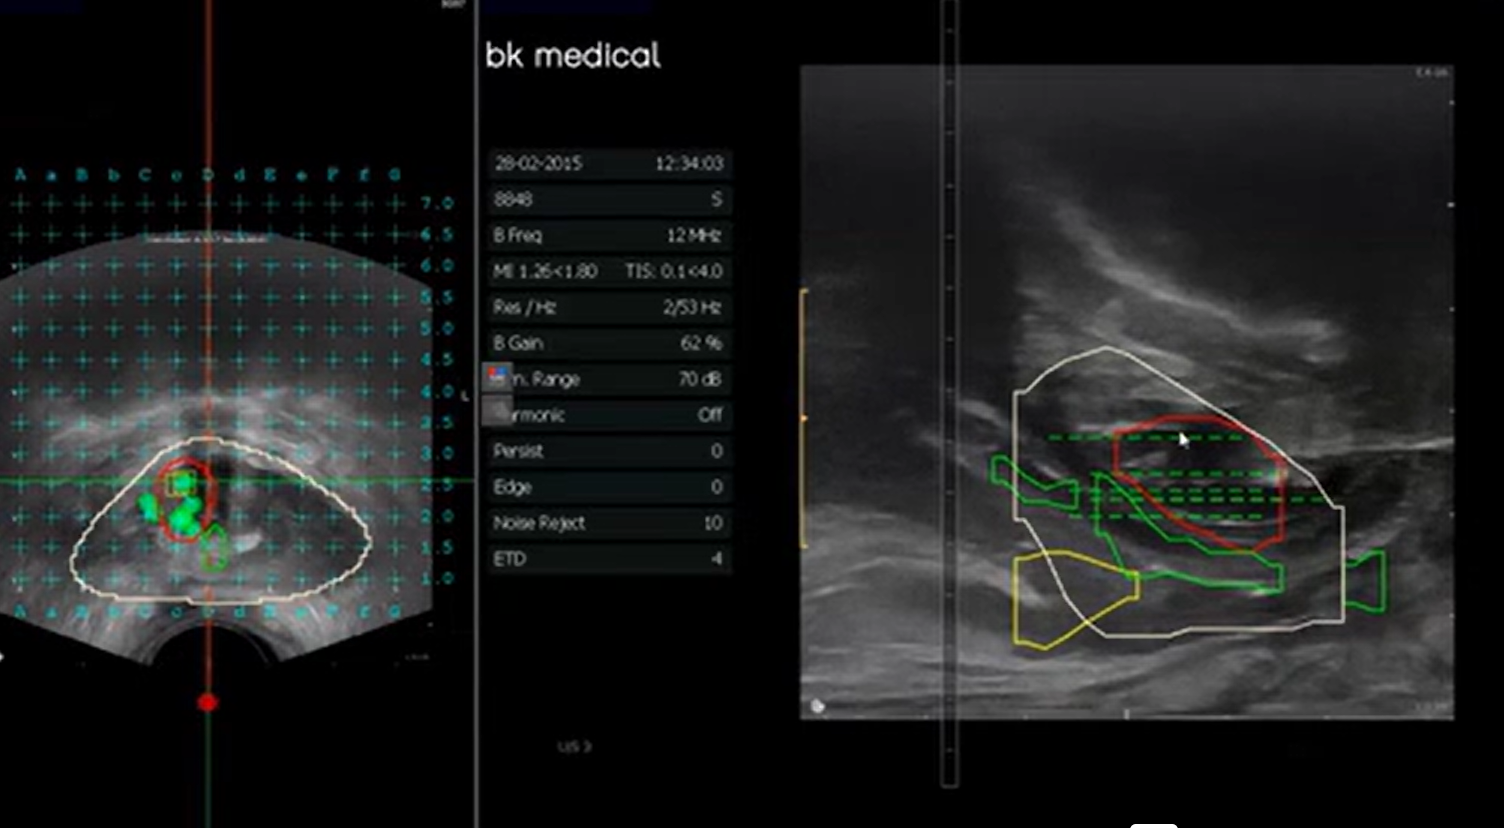 bk medical
28-02-2015 12:34:03
8848 S
B Freq 12 MHz
MI 1.26<1.80 TIS: 0.1<4.0
Res / Hz 2/53 Hz
B Gain 62 %
n. Range 70 dB
rmonic Off
Persist 0
Edge 0
Noise Reject 10
ETD 4
A a B b C c D d E e F f G
7.0
6.5
6.0
5.5
5.0
4.5
4.0
3.5
3.0
2.5
2.0
1.5
1.0
A a B b C c D d E e F f G